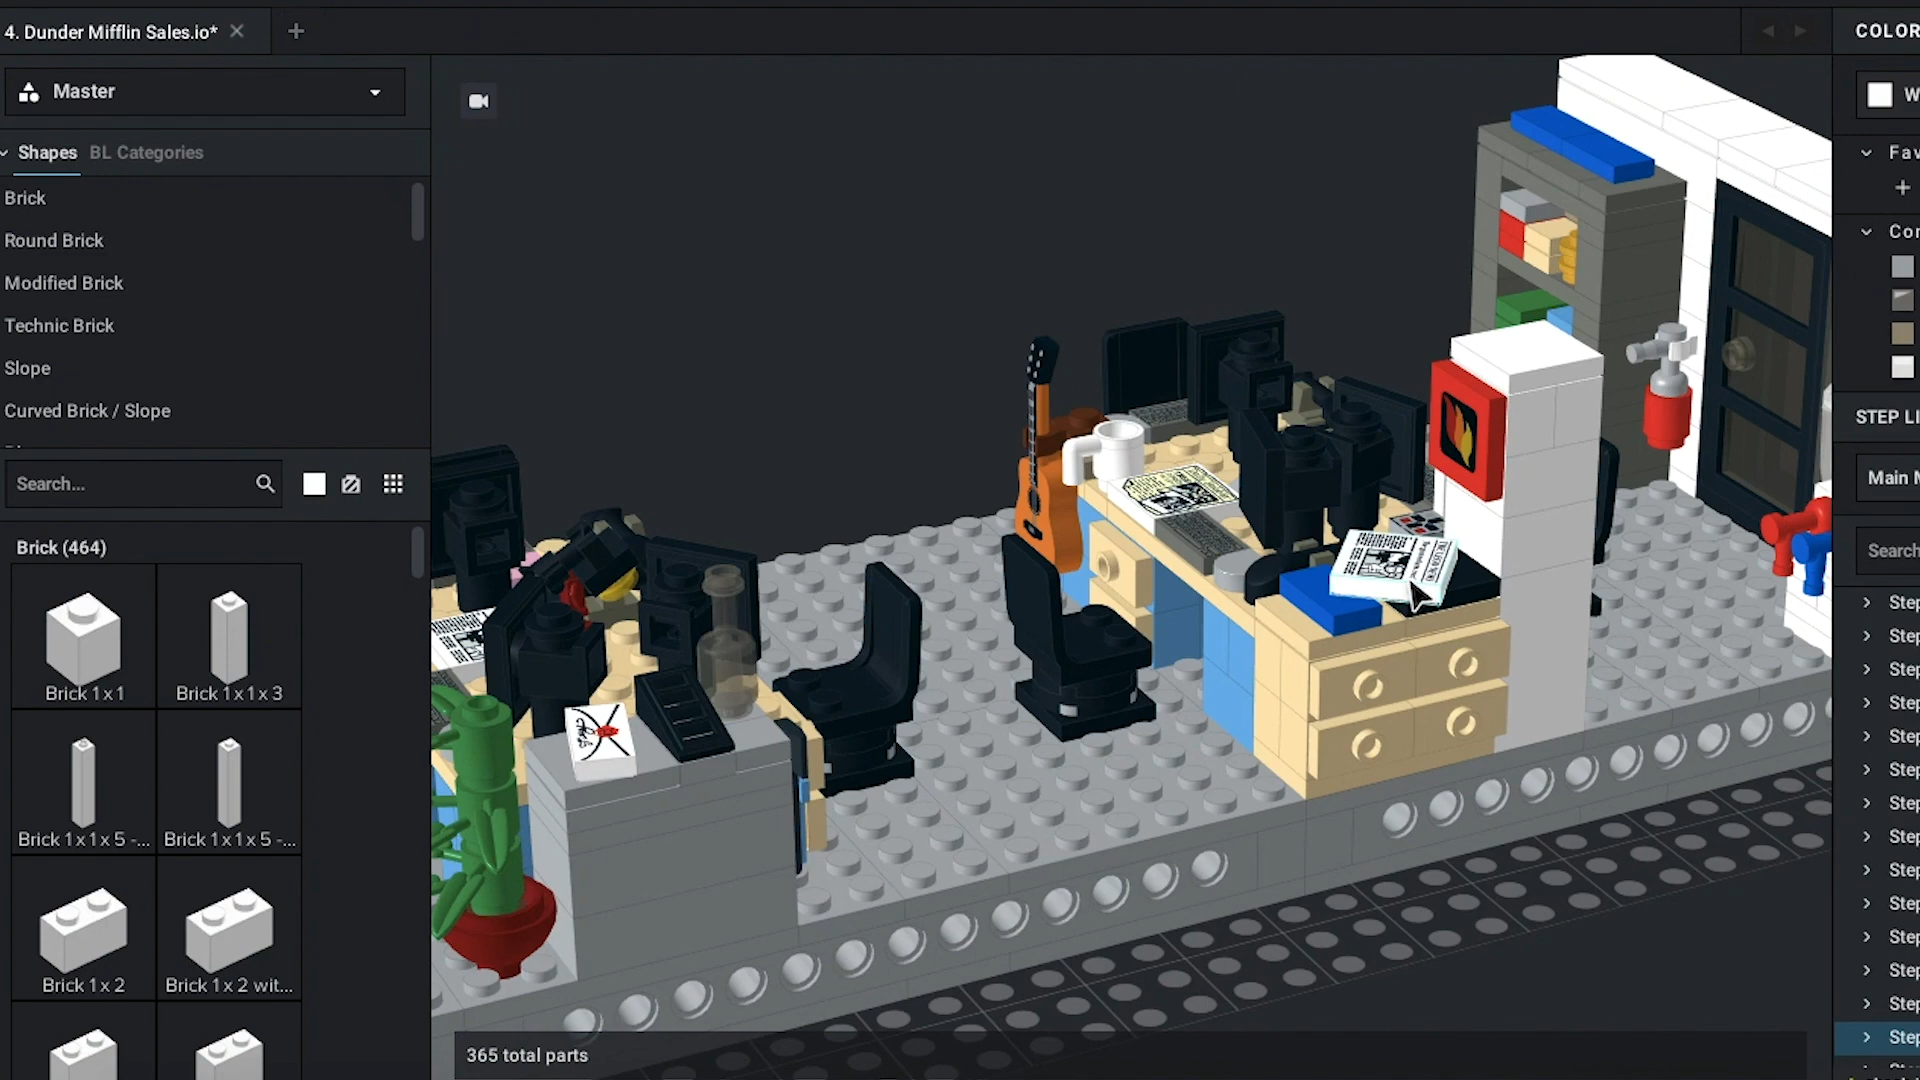 4. Dunder Mifflin Sales.io*
COLOR
Master
W
Shapes
BL Categories
Fav
Brick
Round Brick
Con
Modified Brick
Technic Brick
Slope
Curved Brick / Slope
STEP LI
Search...
Main M
Search
Brick (464)
Brick 1 x 1
Brick 1 x 1 x 3
Brick 1 x 1 x 5 -...
Brick 1 x 1 x 5 -...
Brick 1 x 2
Brick 1 x 2 wit...
Step
Step
Step
Step
Step
Step
Step
Step
Step
Step
Step
Step
Step
Step
365 total parts